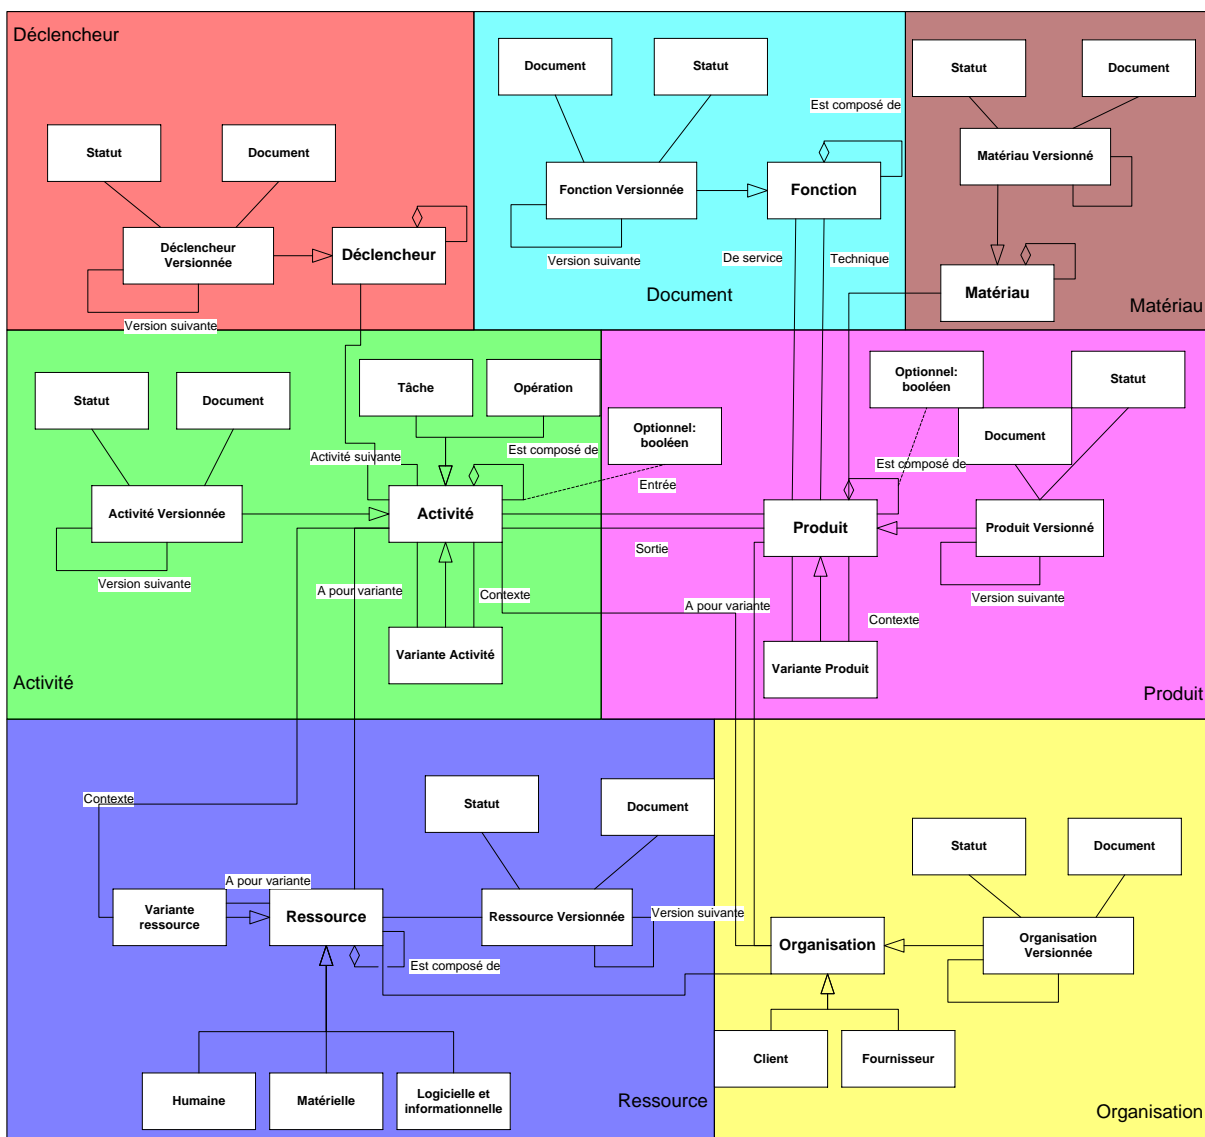 Déclencheur
Statut
Document
Déclencheur
Versionnée
Déclencheur
Version suivante
Document
Statut
Est composé de
Fonction Versionnée
Fonction
Version suivante
De service
Technique
Document
Statut
Document
Matériau Versionné
Matériau
Matériau
Statut
Document
Tâche
Opération
Optionnel:
booléen
Est composé de
Activité suivante
Activité Versionnée
Activité
Version suivante
A pour variante
Contexte
Variante Activité
Activité
Entrée
Sortie
Optionnel:
booléen
Statut
Document
Est composé de
Produit
Produit Versionné
Version suivante
A pour variante
Contexte
Variante Produit
Produit
Contexte
Statut
Document
A pour variante
Variante
ressource
Ressource
Ressource Versionnée
Version suivante
Est composé de
Humaine
Matérielle
Logicielle et
informationnelle
Ressource
Statut
Document
Organisation
Organisation
Versionnée
Client
Fournisseur
Organisation